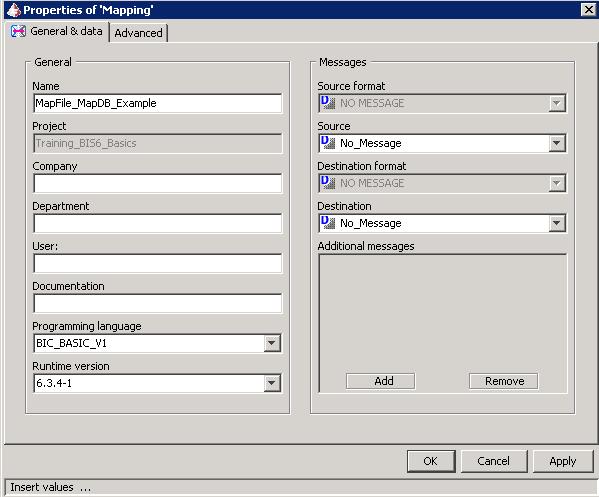 Properties of 'Mapping'
General & data
Advanced
General
Name
MapFile_MapDB_Example
Project
Training_BIS6_Basics
Company
Department
User:
Documentation
Programming language
BIC_BASIC_V1
Runtime version
6.3.4-1
Messages
Source format
NO MESSAGE
Source
No_Message
Destination format
NO MESSAGE
Destination
No_Message
Additional messages
Add
Remove
OK
Cancel
Apply
Insert values ...